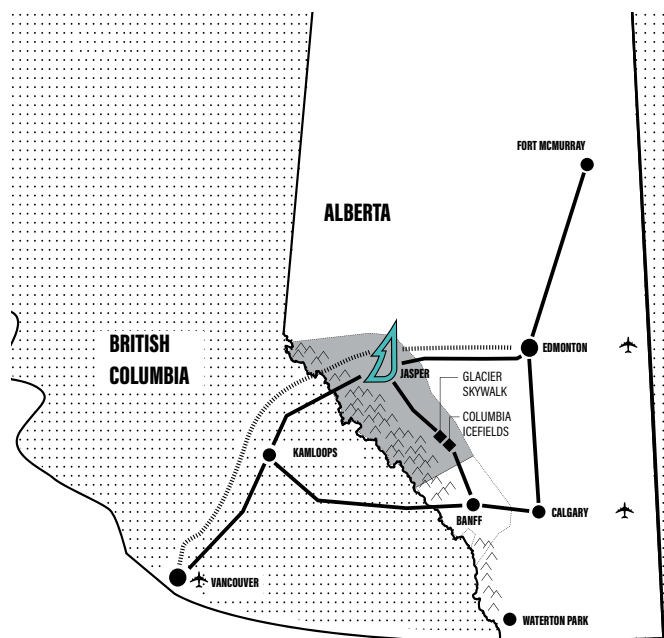 FORT MCMURRAY
ALBERTA
BRITISH
COLUMBIA
EDMONTON
JASPER
GLACIER
SKYWALK
COLUMBIA
ICEFIELDS
KAMLOOPS
BANFF
CALGARY
VANCOUVER
WATERTON PARK